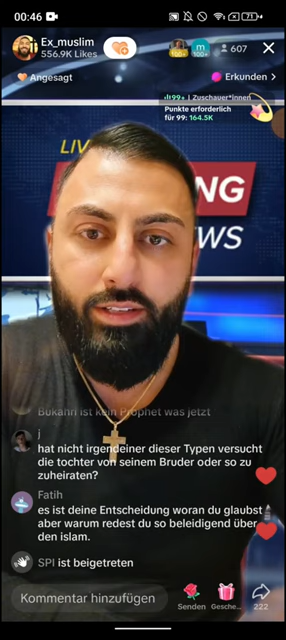 00:46
71
Ex_muslim
556.9K Likes
100+
100+
607
Angesagt
Erkunden >
99+ | Zuschauer*innen
Punkte erforderlich
für 99: 164.5K
LIV
NG
WS
Bukahri ist kein Prophet was jetzt
j
hat nicht irgendeiner dieser Typen versucht
die tochter von seinem Bruder oder so zu
zuheiraten?
Fatih
es ist deine Entscheidung woran du glaubst
aber warum redest du so beleidigend über
den islam.
SPI ist beigetreten
Kommentar hinzufügen
Senden
Gesche...
222